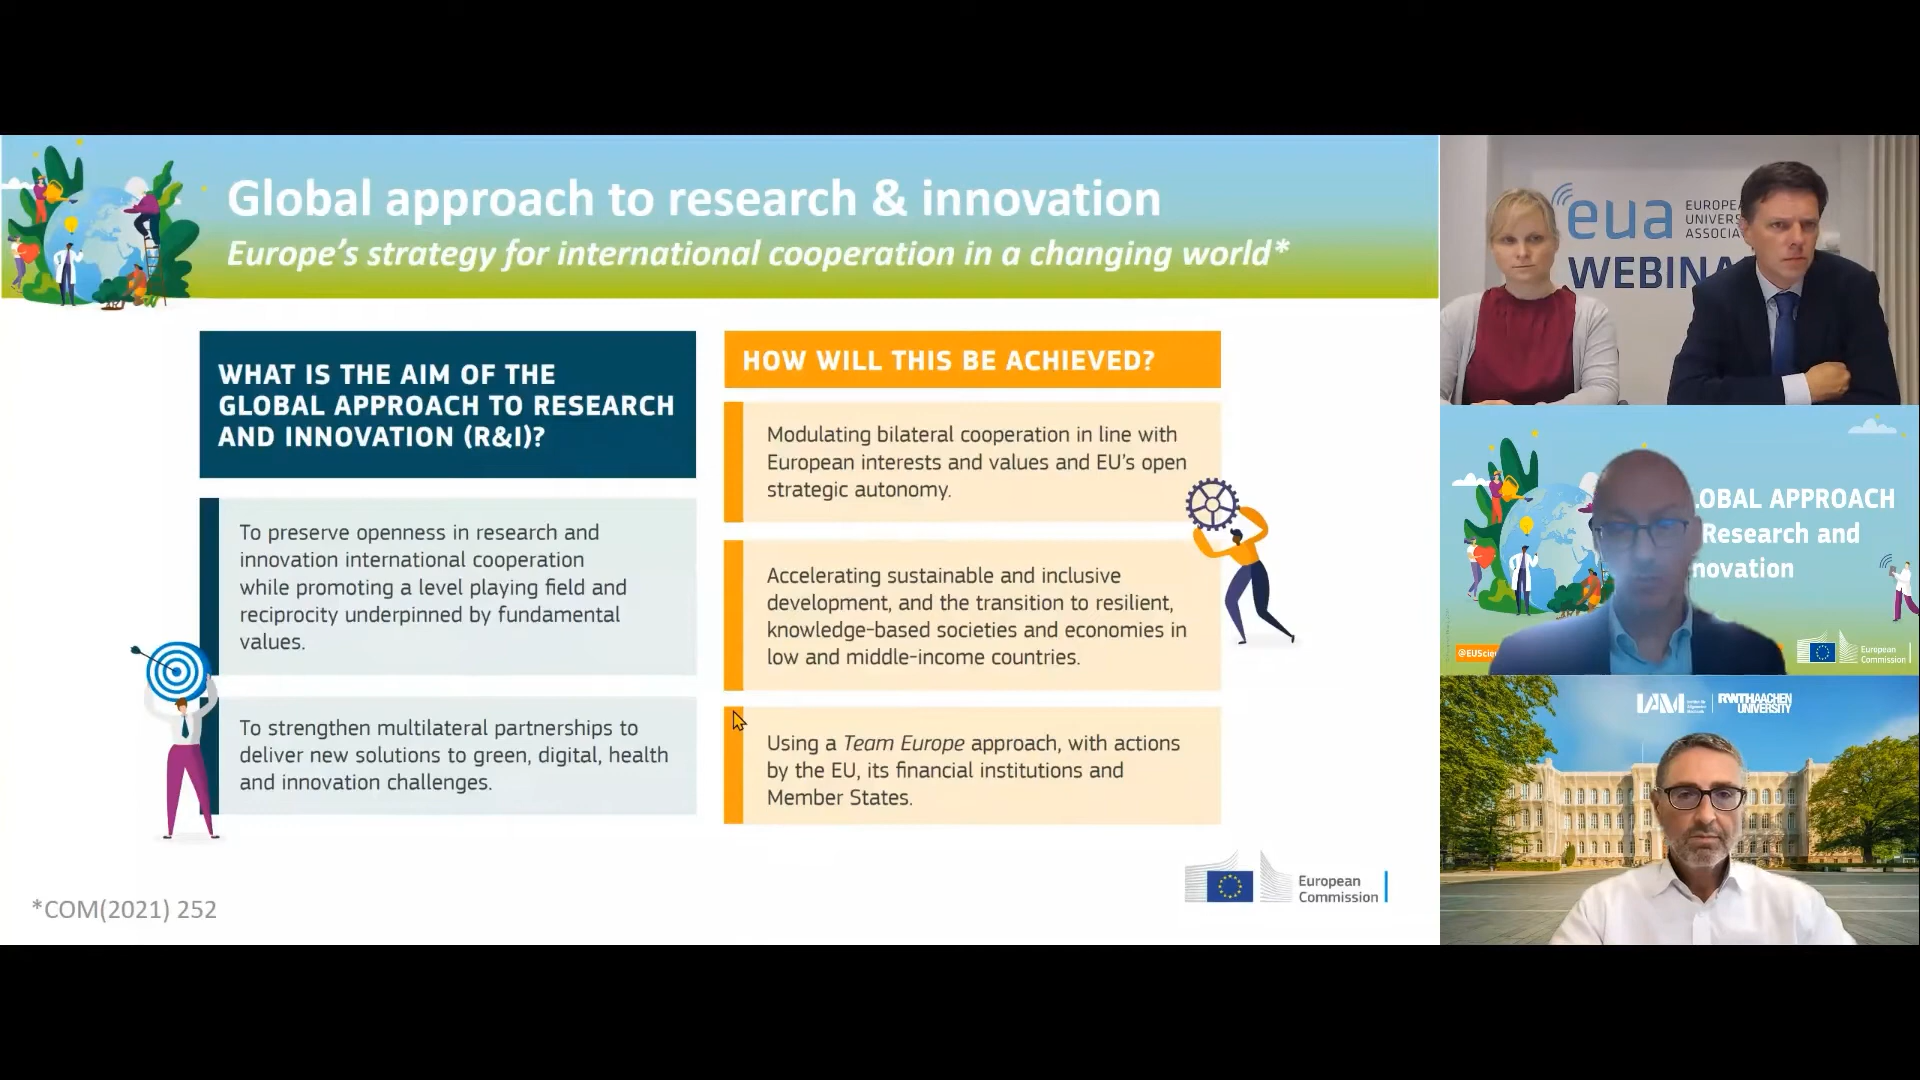 Global approach to research & innovation
Europe's strategy for international cooperation in a changing world*
WHAT IS THE AIM OF THE
GLOBAL APPROACH TO RESEARCH
AND INNOVATION (R&I)?
To preserve openness in research and
innovation international cooperation
while promoting a level playing field and
reciprocity underpinned by fundamental
values.
To strengthen multilateral partnerships to
deliver new solutions to green, digital, health
and innovation challenges.
HOW WILL THIS BE ACHIEVED?
Modulating bilateral cooperation in line with
European interests and values and EU's open
strategic autonomy.
Accelerating sustainable and inclusive
development, and the transition to resilient,
knowledge-based societies and economies in
low and middle-income countries.
Using a Team Europe approach, with actions
by the EU, its financial institutions and
Member States.
*COM(2021) 252
European
Commission
eua
EUROPEA
UNIVERS
ASSOCIA
WEBINA
OBAL APPROACH
Research and
novation
@EUScie
European
Commission
IAM
RWTHAACHEN
UNIVERSITY